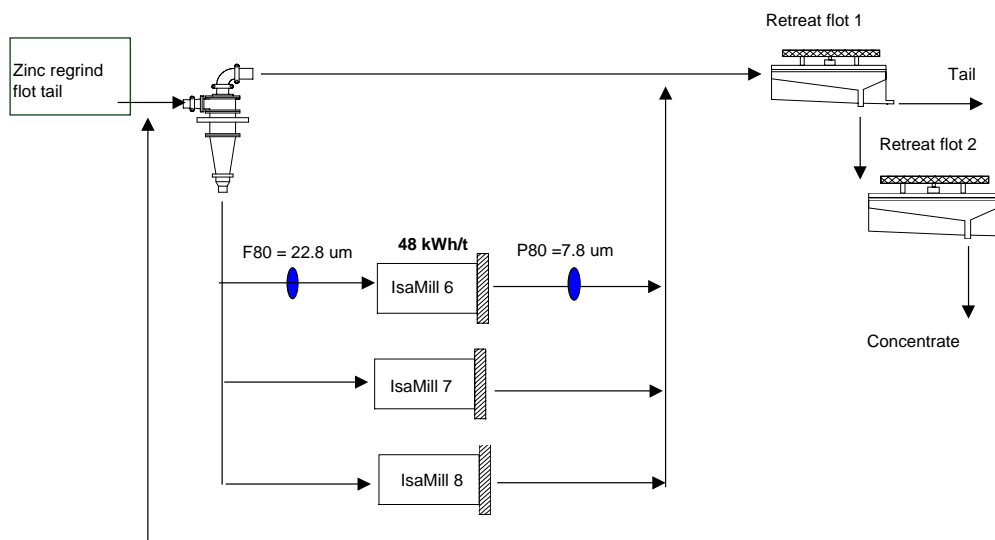 Retreat flot 1
Zinc regrind
flot tail
Tail
Retreat flot 2
F80 = 22.8 um
48 kWh/t
P80 =7.8 um
IsaMill 6
Concentrate
IsaMill 7
IsaMill 8